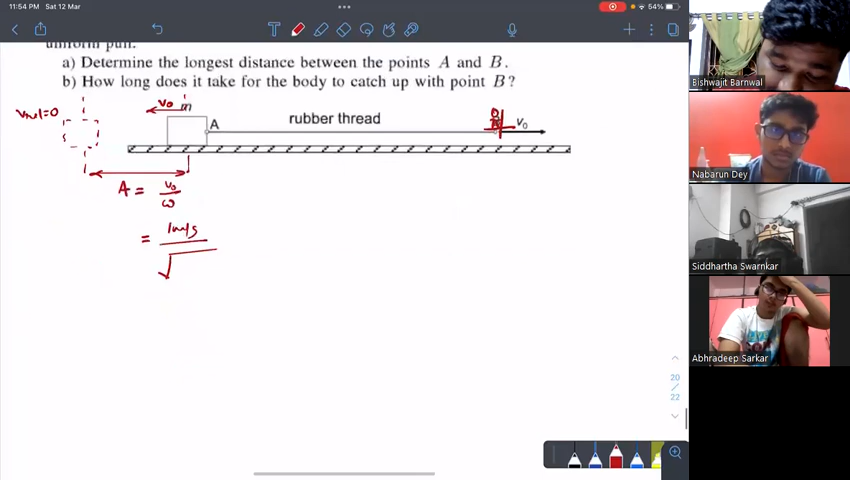 11:54 PM Sat 12 Mar
54%
uniform pull.
a) Determine the longest distance between the points A and B.
b) How long does it take for the body to catch up with point B?
v₀
m
A
rubber thread
v₀
A = v₀/ω
= 1m/s / √
20
/
22
Bishwajit Barnwal
Nabarun Dey
Siddhartha Swarnkar
Abhradeep Sarkar